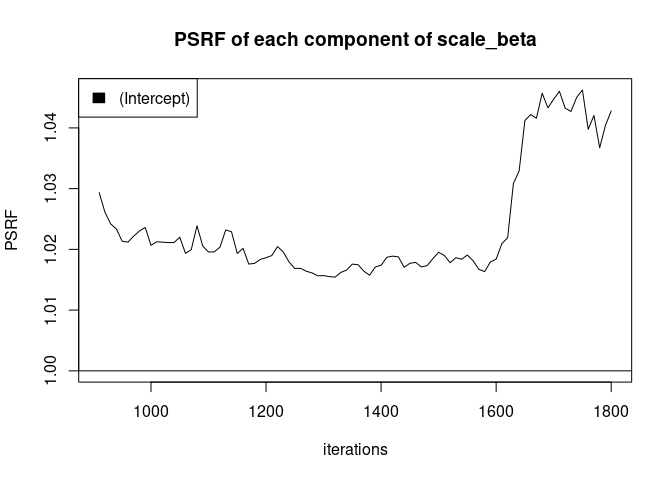 PSRF of each component of scale_beta
(Intercept)
PSRF
1.04
1.03
1.02
1.01
1.00
1000 1200 1400 1600 1800
iterations